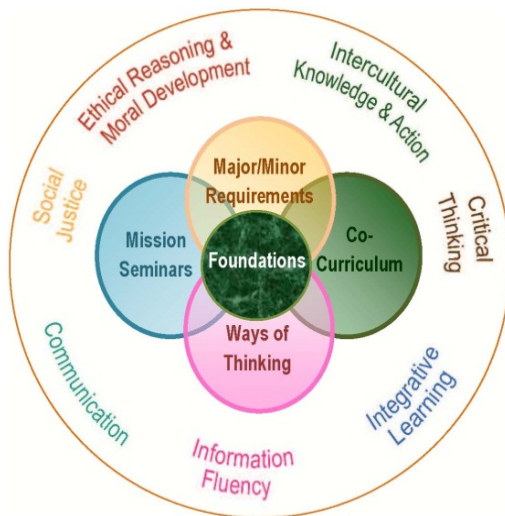 Ethical Reasoning &
Moral Development
Intercultural
Knowledge & Action
Social
Justice
Critical
Thinking
Major/Minor
Requirements
Mission
Seminars
Foundations
Co-
Curriculum
Ways of
Thinking
Communication
Integrative
Learning
Information
Fluency